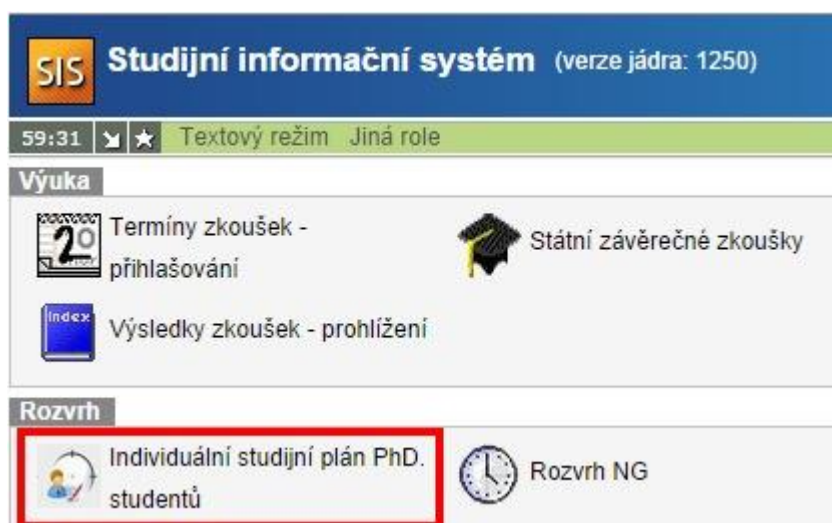 SIS Studijní informační systém (verze jádra: 1250)
59:31 Textový režim Jiná role
Výuka
20
Termíny zkoušek -
přihlašování
Státní závěrečné zkoušky
Index
Výsledky zkoušek - prohlížení
Rozvrh
Individuální studijní plán PhD.
studentů
Rozvrh NG